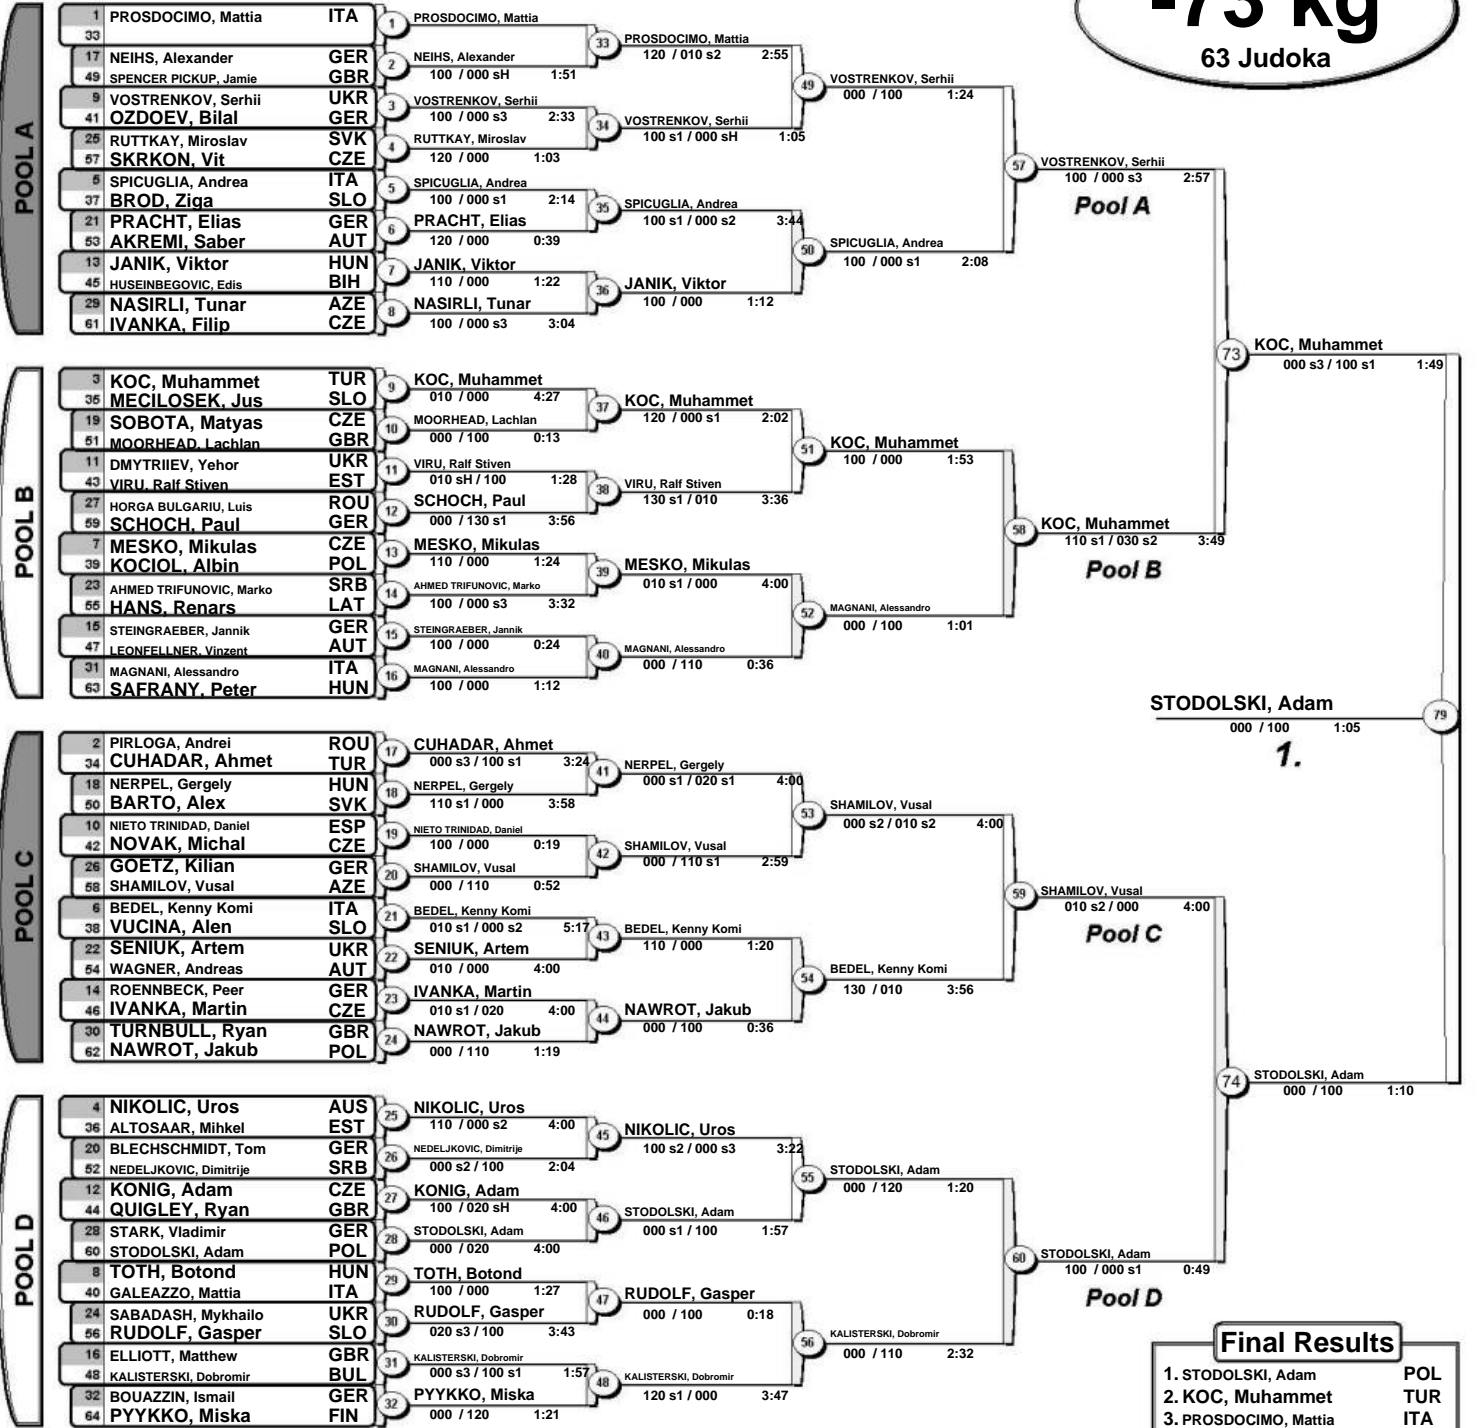 -73 kg
63 Judoka
POOL A
1 PROSDOCIMO, Mattia ITA
33
17 NEIHS, Alexander GER
49 SPENCER PICKUP, Jamie GBR
9 VOSTRENKOV, Serhii UKR
41 OZDOEV, Bilal GER
25 RUTTKAY, Miroslav SVK
57 SKRKON, Vit CZE
5 SPICUGLIA, Andrea ITA
37 BROD, Ziga SLO
21 PRACHT, Elias GER
53 AKREMI, Saber AUT
13 JANIK, Viktor HUN
45 HUSEINBEGOVIC, Edis BIH
29 NASIRLI, Tunar AZE
61 IVANKA, Filip CZE
1 PROSDOCIMO, Mattia
2 NEIHS, Alexander
100 / 000 sH 1:51
3 VOSTRENKOV, Serhii
100 / 000 s3 2:33
4 RUTTKAY, Miroslav
120 / 000 1:03
5 SPICUGLIA, Andrea
100 / 000 s1 2:14
6 PRACHT, Elias
120 / 000 0:39
7 JANIK, Viktor
110 / 000 1:22
8 NASIRLI, Tunar
100 / 000 s3 3:04
33 PROSDOCIMO, Mattia
120 / 010 s2 2:55
34 VOSTRENKOV, Serhii
100 s1 / 000 sH 1:05
35 SPICUGLIA, Andrea
100 s1 / 000 s2 3:44
36 JANIK, Viktor
100 / 000 1:12
49 VOSTRENKOV, Serhii
000 / 100 1:24
50 SPICUGLIA, Andrea
100 / 000 s1 2:08
57 VOSTRENKOV, Serhii
100 / 000 s3 2:57
Pool A
POOL B
3 KOC, Muhammet TUR
35 MECILOSEK, Jus SLO
19 SOBOTA, Matyas CZE
51 MOORHEAD, Lachlan GBR
11 DMYTRIIEV, Yehor UKR
43 VIRU, Ralf Stiven EST
27 HORGA BULGARIU, Luis ROU
59 SCHOCH, Paul GER
7 MESKO, Mikulas CZE
39 KOCIOL, Albin POL
23 AHMED TRIFUNOVIC, Marko SRB
55 HANS, Renars LAT
15 STEINGRAEBER, Jannik GER
47 LEONFELLNER, Vinzent AUT
31 MAGNANI, Alessandro ITA
63 SAFRANY, Peter HUN
9 KOC, Muhammet
010 / 000 4:27
10 MOORHEAD, Lachlan
000 / 100 0:13
11 VIRU, Ralf Stiven
010 sH / 100 1:28
12 SCHOCH, Paul
000 / 130 s1 3:56
13 MESKO, Mikulas
110 / 000 1:24
14 AHMED TRIFUNOVIC, Marko
100 / 000 s3 3:32
15 STEINGRAEBER, Jannik
100 / 000 0:24
16 MAGNANI, Alessandro
100 / 000 1:12
37 KOC, Muhammet
120 / 000 s1 2:02
38 VIRU, Ralf Stiven
130 s1 / 010 3:36
39 MESKO, Mikulas
010 s1 / 000 4:00
40 MAGNANI, Alessandro
000 / 110 0:36
51 KOC, Muhammet
100 / 000 1:53
52 MAGNANI, Alessandro
000 / 100 1:01
58 KOC, Muhammet
110 s1 / 030 s2 3:49
Pool B
73 KOC, Muhammet
000 s3 / 100 s1 1:49
79 STODOLSKI, Adam
000 / 100 1:05
1.
POOL C
2 PIRLOGA, Andrei ROU
34 CUHADAR, Ahmet TUR
18 NERPEL, Gergely HUN
50 BARTO, Alex SVK
10 NIETO TRINIDAD, Daniel ESP
42 NOVAK, Michal CZE
26 GOETZ, Kilian GER
58 SHAMILOV, Vusal AZE
6 BEDEL, Kenny Komi ITA
38 VUCINA, Alen SLO
22 SENIUK, Artem UKR
54 WAGNER, Andreas AUT
14 ROENNBECK, Peer GER
46 IVANKA, Martin CZE
30 TURNBULL, Ryan GBR
62 NAWROT, Jakub POL
17 CUHADAR, Ahmet
000 s3 / 100 s1 3:24
18 NERPEL, Gergely
110 s1 / 000 3:58
19 NIETO TRINIDAD, Daniel
100 / 000 0:19
20 SHAMILOV, Vusal
000 / 110 0:52
21 BEDEL, Kenny Komi
010 s1 / 000 s2 5:17
22 SENIUK, Artem
010 / 000 4:00
23 IVANKA, Martin
010 s1 / 020 4:00
24 NAWROT, Jakub
000 / 110 1:19
41 NERPEL, Gergely
000 s1 / 020 s1 4:00
42 SHAMILOV, Vusal
000 / 110 s1 2:59
43 BEDEL, Kenny Komi
110 / 000 1:20
44 NAWROT, Jakub
000 / 100 0:36
53 SHAMILOV, Vusal
000 s2 / 010 s2 4:00
54 BEDEL, Kenny Komi
130 / 010 3:56
59 SHAMILOV, Vusal
010 s2 / 000 4:00
Pool C
POOL D
4 NIKOLIC, Uros AUS
36 ALTOSAAR, Mihkel EST
20 BLECHSCHMIDT, Tom GER
52 NEDELJKOVIC, Dimitrije SRB
12 KONIG, Adam CZE
44 QUIGLEY, Ryan GBR
28 STARK, Vladimir GER
60 STODOLSKI, Adam POL
8 TOTH, Botond HUN
40 GALEAZZO, Mattia ITA
24 SABADASH, Mykhailo UKR
56 RUDOLF, Gasper SLO
16 ELLIOTT, Matthew GBR
48 KALISTERSKI, Dobromir BUL
32 BOUAZZIN, Ismail GER
64 PYYKKO, Miska FIN
25 NIKOLIC, Uros
110 / 000 s2 4:00
26 NEDELJKOVIC, Dimitrije
000 s2 / 100 2:04
27 KONIG, Adam
100 / 020 sH 4:00
28 STODOLSKI, Adam
000 / 020 4:00
29 TOTH, Botond
100 / 000 1:27
30 RUDOLF, Gasper
020 s3 / 100 3:43
31 KALISTERSKI, Dobromir
000 s3 / 100 s1 1:57
32 PYYKKO, Miska
000 / 120 1:21
45 NIKOLIC, Uros
100 s2 / 000 s3 3:22
46 STODOLSKI, Adam
000 s1 / 100 1:57
47 RUDOLF, Gasper
000 / 100 0:18
48 KALISTERSKI, Dobromir
120 s1 / 000 3:47
55 STODOLSKI, Adam
000 / 120 1:20
56 KALISTERSKI, Dobromir
000 / 110 2:32
60 STODOLSKI, Adam
100 / 000 s1 0:49
Pool D
74 STODOLSKI, Adam
000 / 100 1:10
Final Results
1. STODOLSKI, Adam POL
2. KOC, Muhammet TUR
3. PROSDOCIMO, Mattia ITA